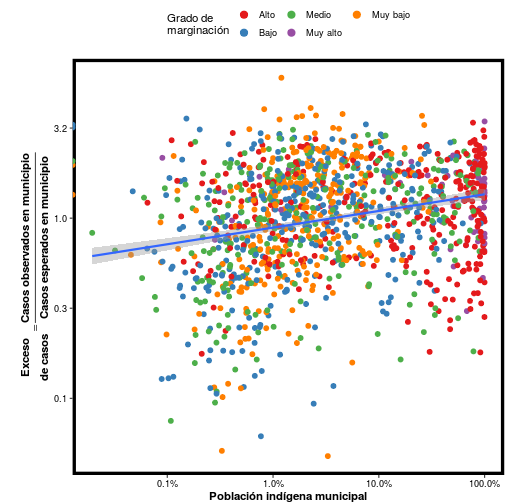 Grado de
marginación
Alto
Medio
Muy bajo
Bajo
Muy alto
Exceso
de casos
=
Casos observados en municipio
Casos esperados en municipio
3.2
1.0
0.3
0.1
0.1%
1.0%
10.0%
100.0%
Población indígena municipal